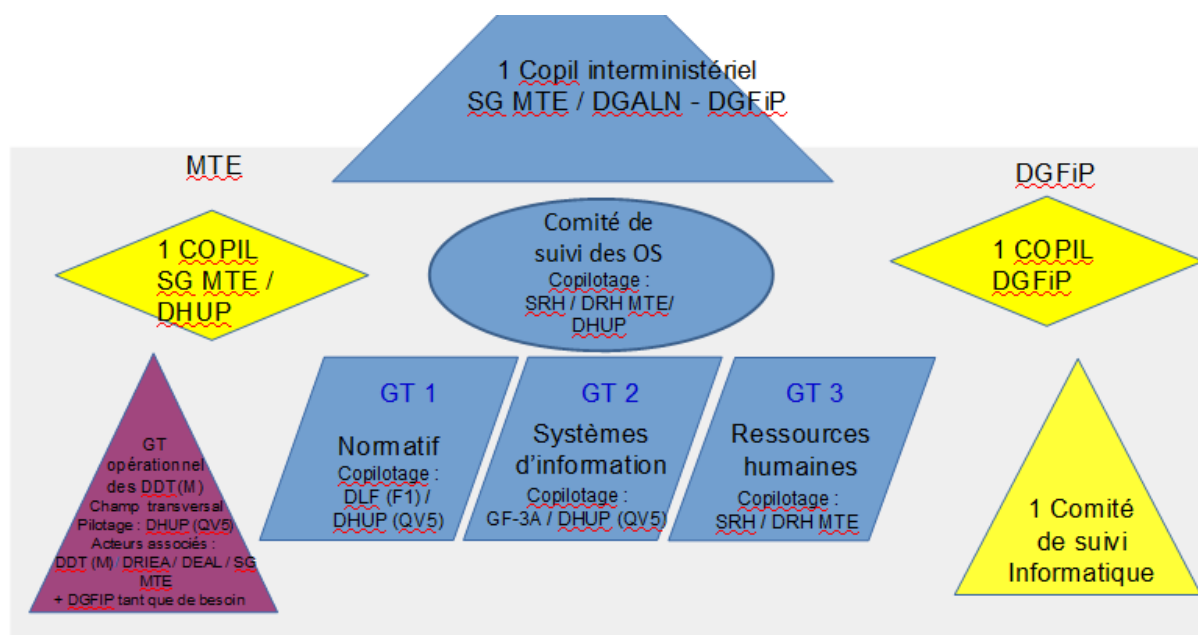 1 Copil interministériel
SG MTE / DGALN - DGFiP
MTE
DGFiP
1 COPIL
SG MTE /
DHUP
Comité de
suivi des OS
Copilotage :
SRH / DRH MTE/
DHUP
1 COPIL
DGFiP
GT
opérationnel
des DDT(M)
Champ transversal
Pilotage : DHUP (QV5)
Acteurs associés :
DDT (M) / DRIEA / DEAL / SG
MTE
+ DGFIP tant que de besoin
GT 1
Normatif
Copilotage :
DLF (F1) /
DHUP (QV5)
GT 2
Systèmes
d'information
Copilotage :
GF-3A / DHUP (QV5)
GT 3
Ressources
humaines
Copilotage :
SRH / DRH MTE
1 Comité
de suivi
Informatique